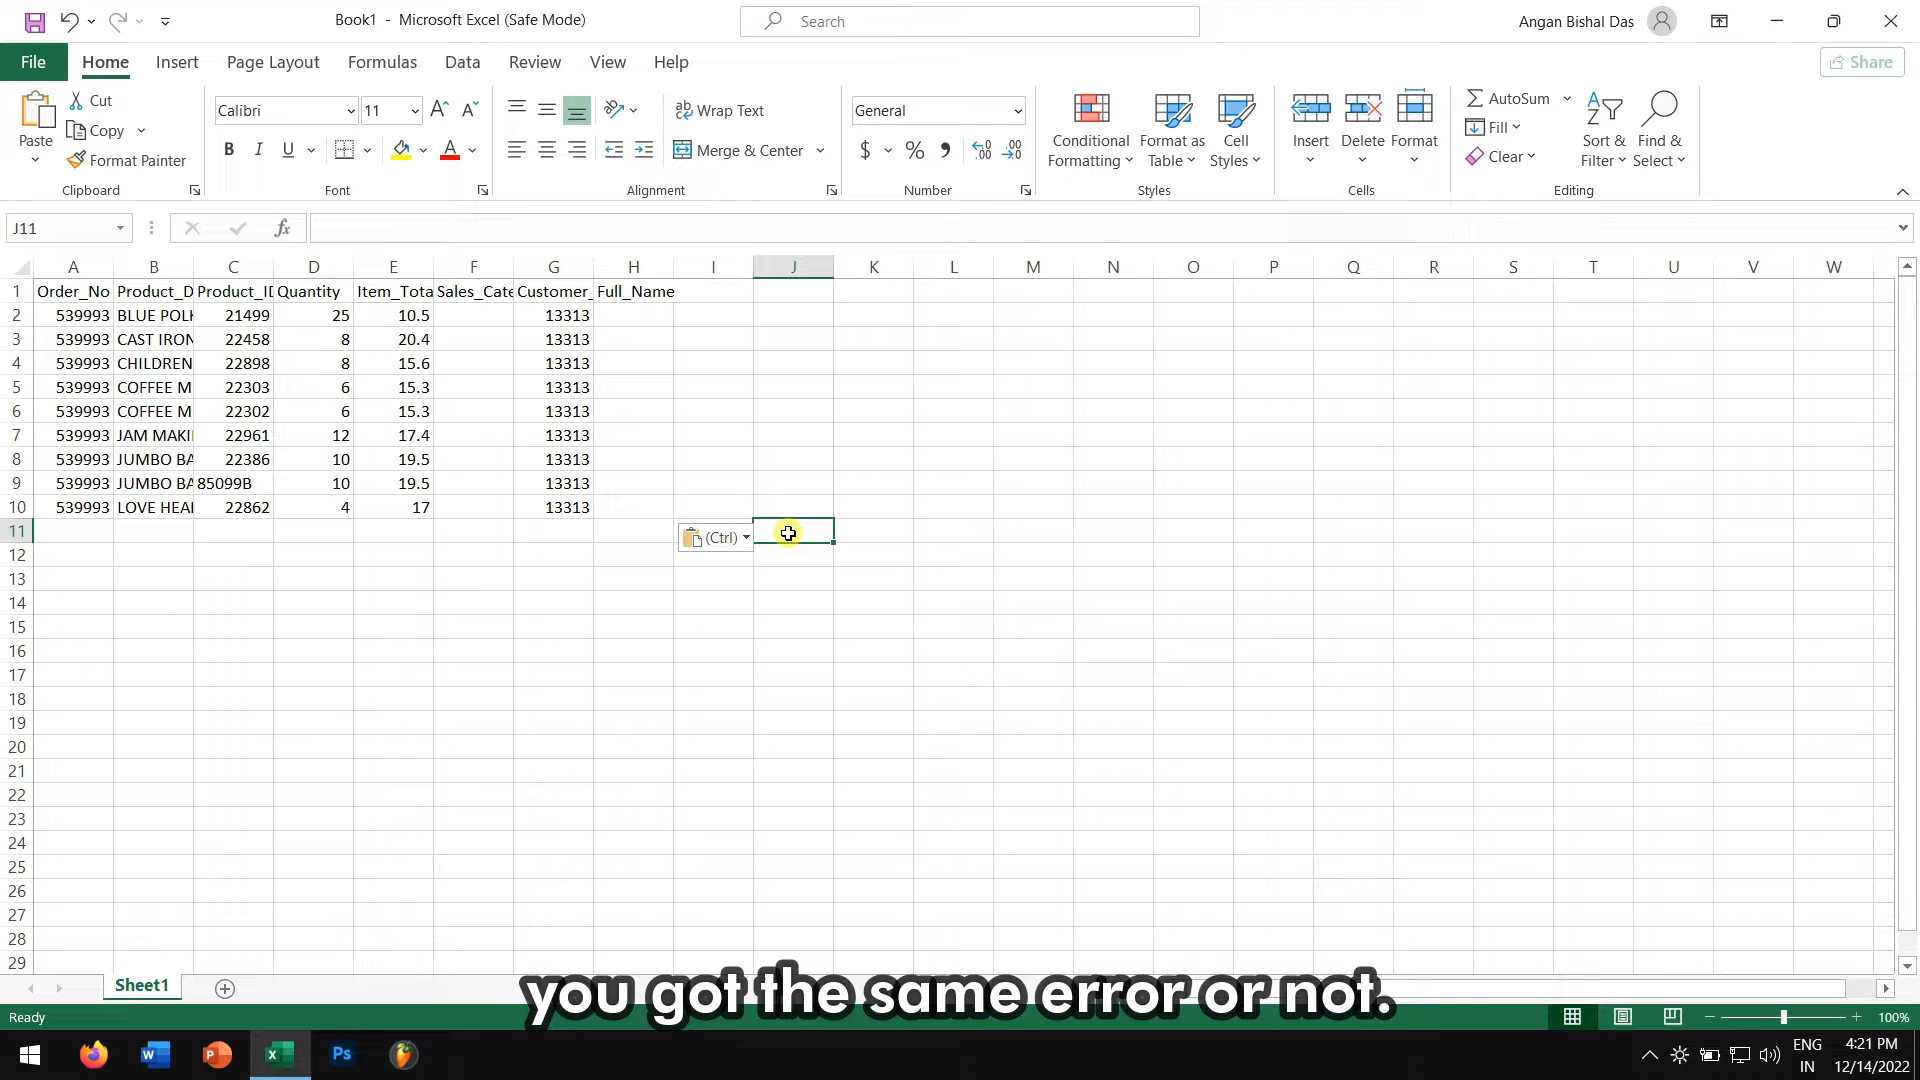 Book1 - Microsoft Excel (Safe Mode)
Search
Angan Bishal Das
File Home Insert Page Layout Formulas Data Review View Help
Share
Paste
Cut
Copy
Format Painter
Clipboard
Calibri 11
B I U
Font
Wrap Text
Merge & Center
Alignment
General
$ % 9
Number
Conditional Formatting
Format as Table
Cell Styles
Styles
Insert Delete Format
Cells
AutoSum
Fill
Clear
Sort & Filter
Find & Select
Editing
J11
fx
A B C D E F G H I J K L M N O P Q R S T U V W
1 Order_No Product_D Product_ID Quantity Item_Tota Sales_Cate Customer_ Full_Name
2 539993 BLUE POLK 21499 25 10.5 13313
3 539993 CAST IRON 22458 8 20.4 13313
4 539993 CHILDREN 22898 8 15.6 13313
5 539993 COFFEE M 22303 6 15.3 13313
6 539993 COFFEE M 22302 6 15.3 13313
7 539993 JAM MAKI 22961 12 17.4 13313
8 539993 JUMBO BA 22386 10 19.5 13313
9 539993 JUMBO BA 85099B 10 19.5 13313
10 539993 LOVE HEA 22862 4 17 13313
11 (Ctrl)
12
13
14
15
16
17
18
19
20
21
22
23
24
25
26
27
28
29
Sheet1
you got the same error or not.
Ready
100%
ENG
IN
4:21 PM
12/14/2022